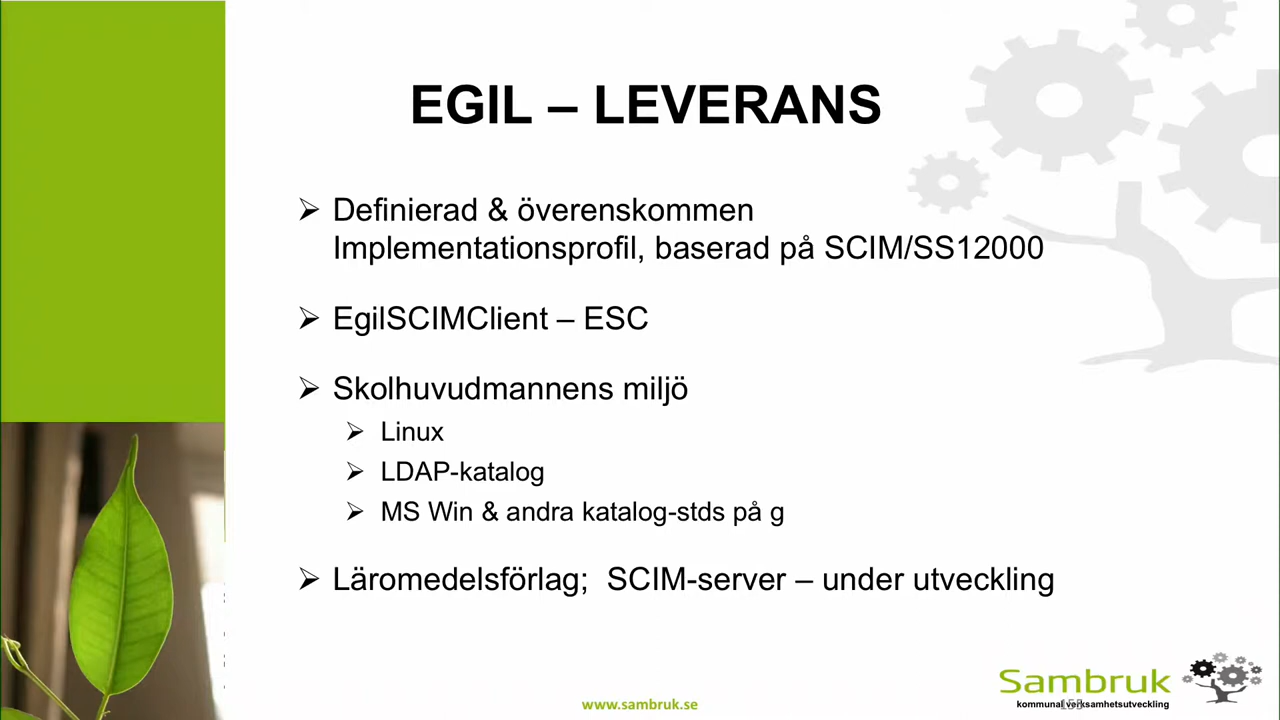 EGIL – LEVERANS
Definierad & överenskommen
Implementationsprofil, baserad på SCIM/SS12000
EgilSCIMClient – ESC
Skolhuvudmannens miljö
Linux
LDAP-katalog
MS Win & andra katalog-stds på g
Läromedelsförlag; SCIM-server – under utveckling
Sambruk
kommunal verksamhetsutveckling
www.sambruk.se